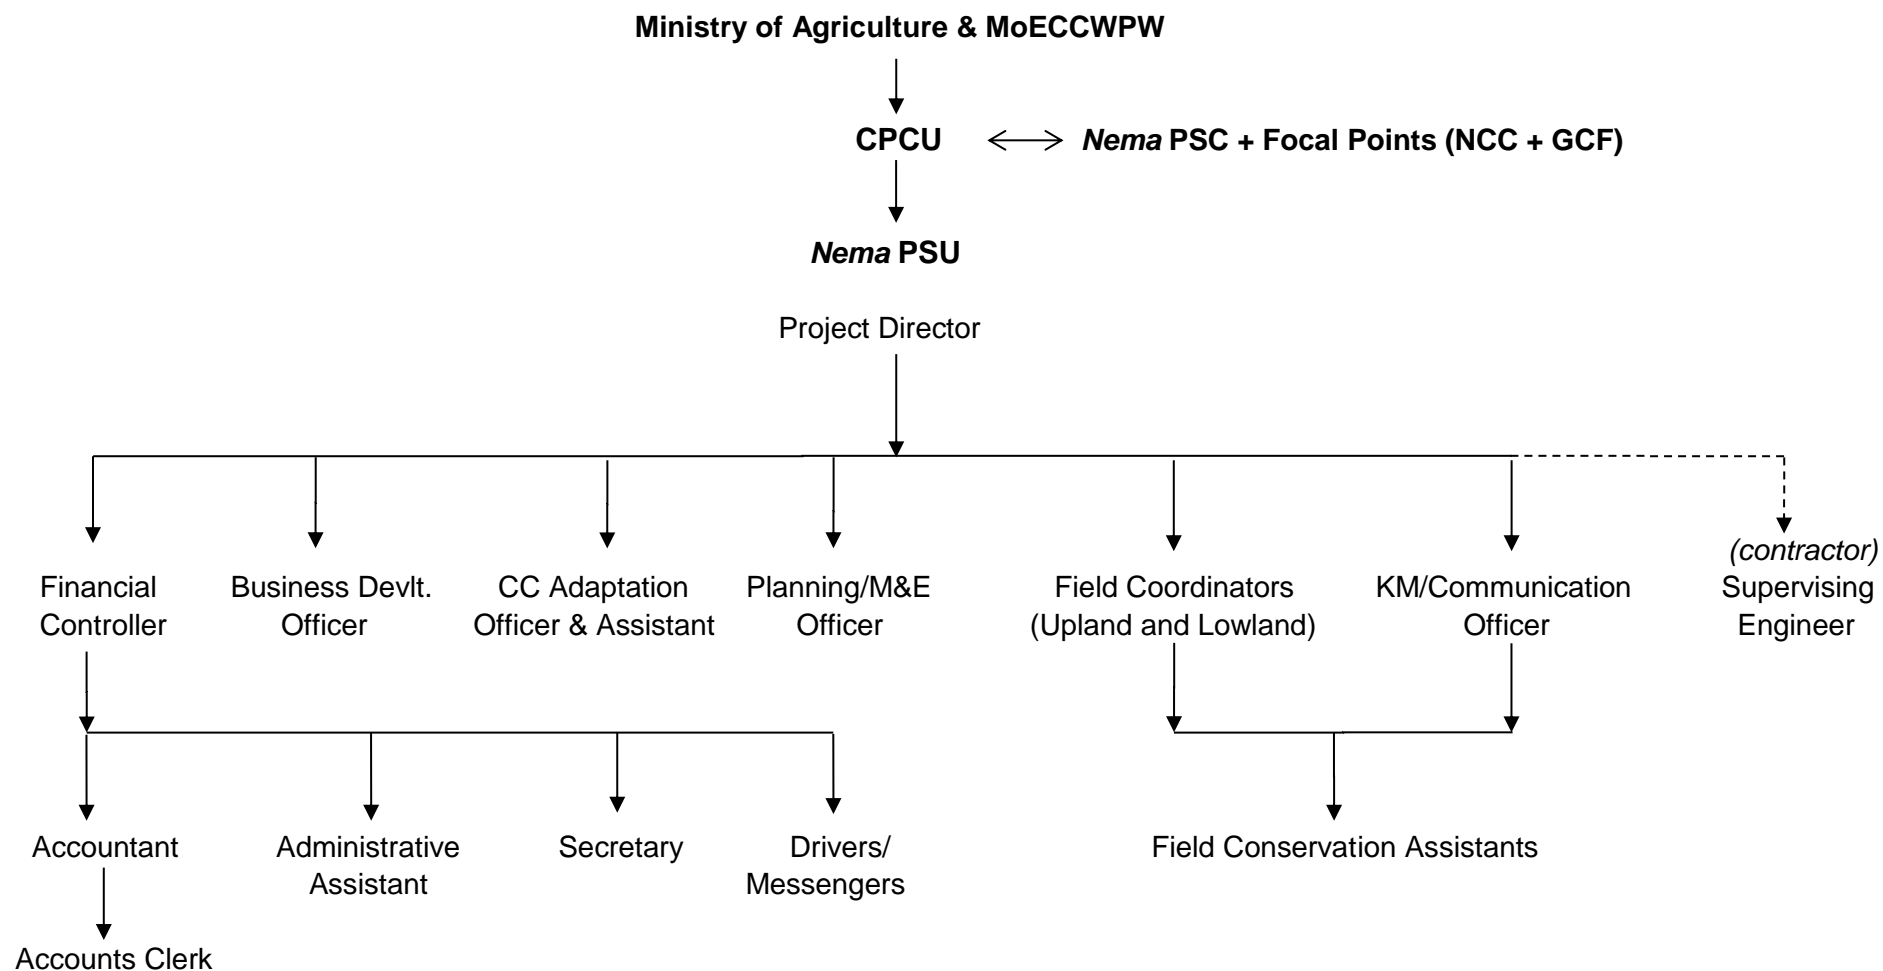 Ministry of Agriculture & MoECCWPW
CPCU
Nema PSC + Focal Points (NCC + GCF)
Nema PSU
Project Director
Financial
Controller
Business Devlt.
Officer
CC Adaptation
Officer & Assistant
Planning/M&E
Officer
Field Coordinators
(Upland and Lowland)
KM/Communication
Officer
(contractor)
Supervising
Engineer
Accountant
Administrative
Assistant
Secretary
Drivers/
Messengers
Field Conservation Assistants
Accounts Clerk